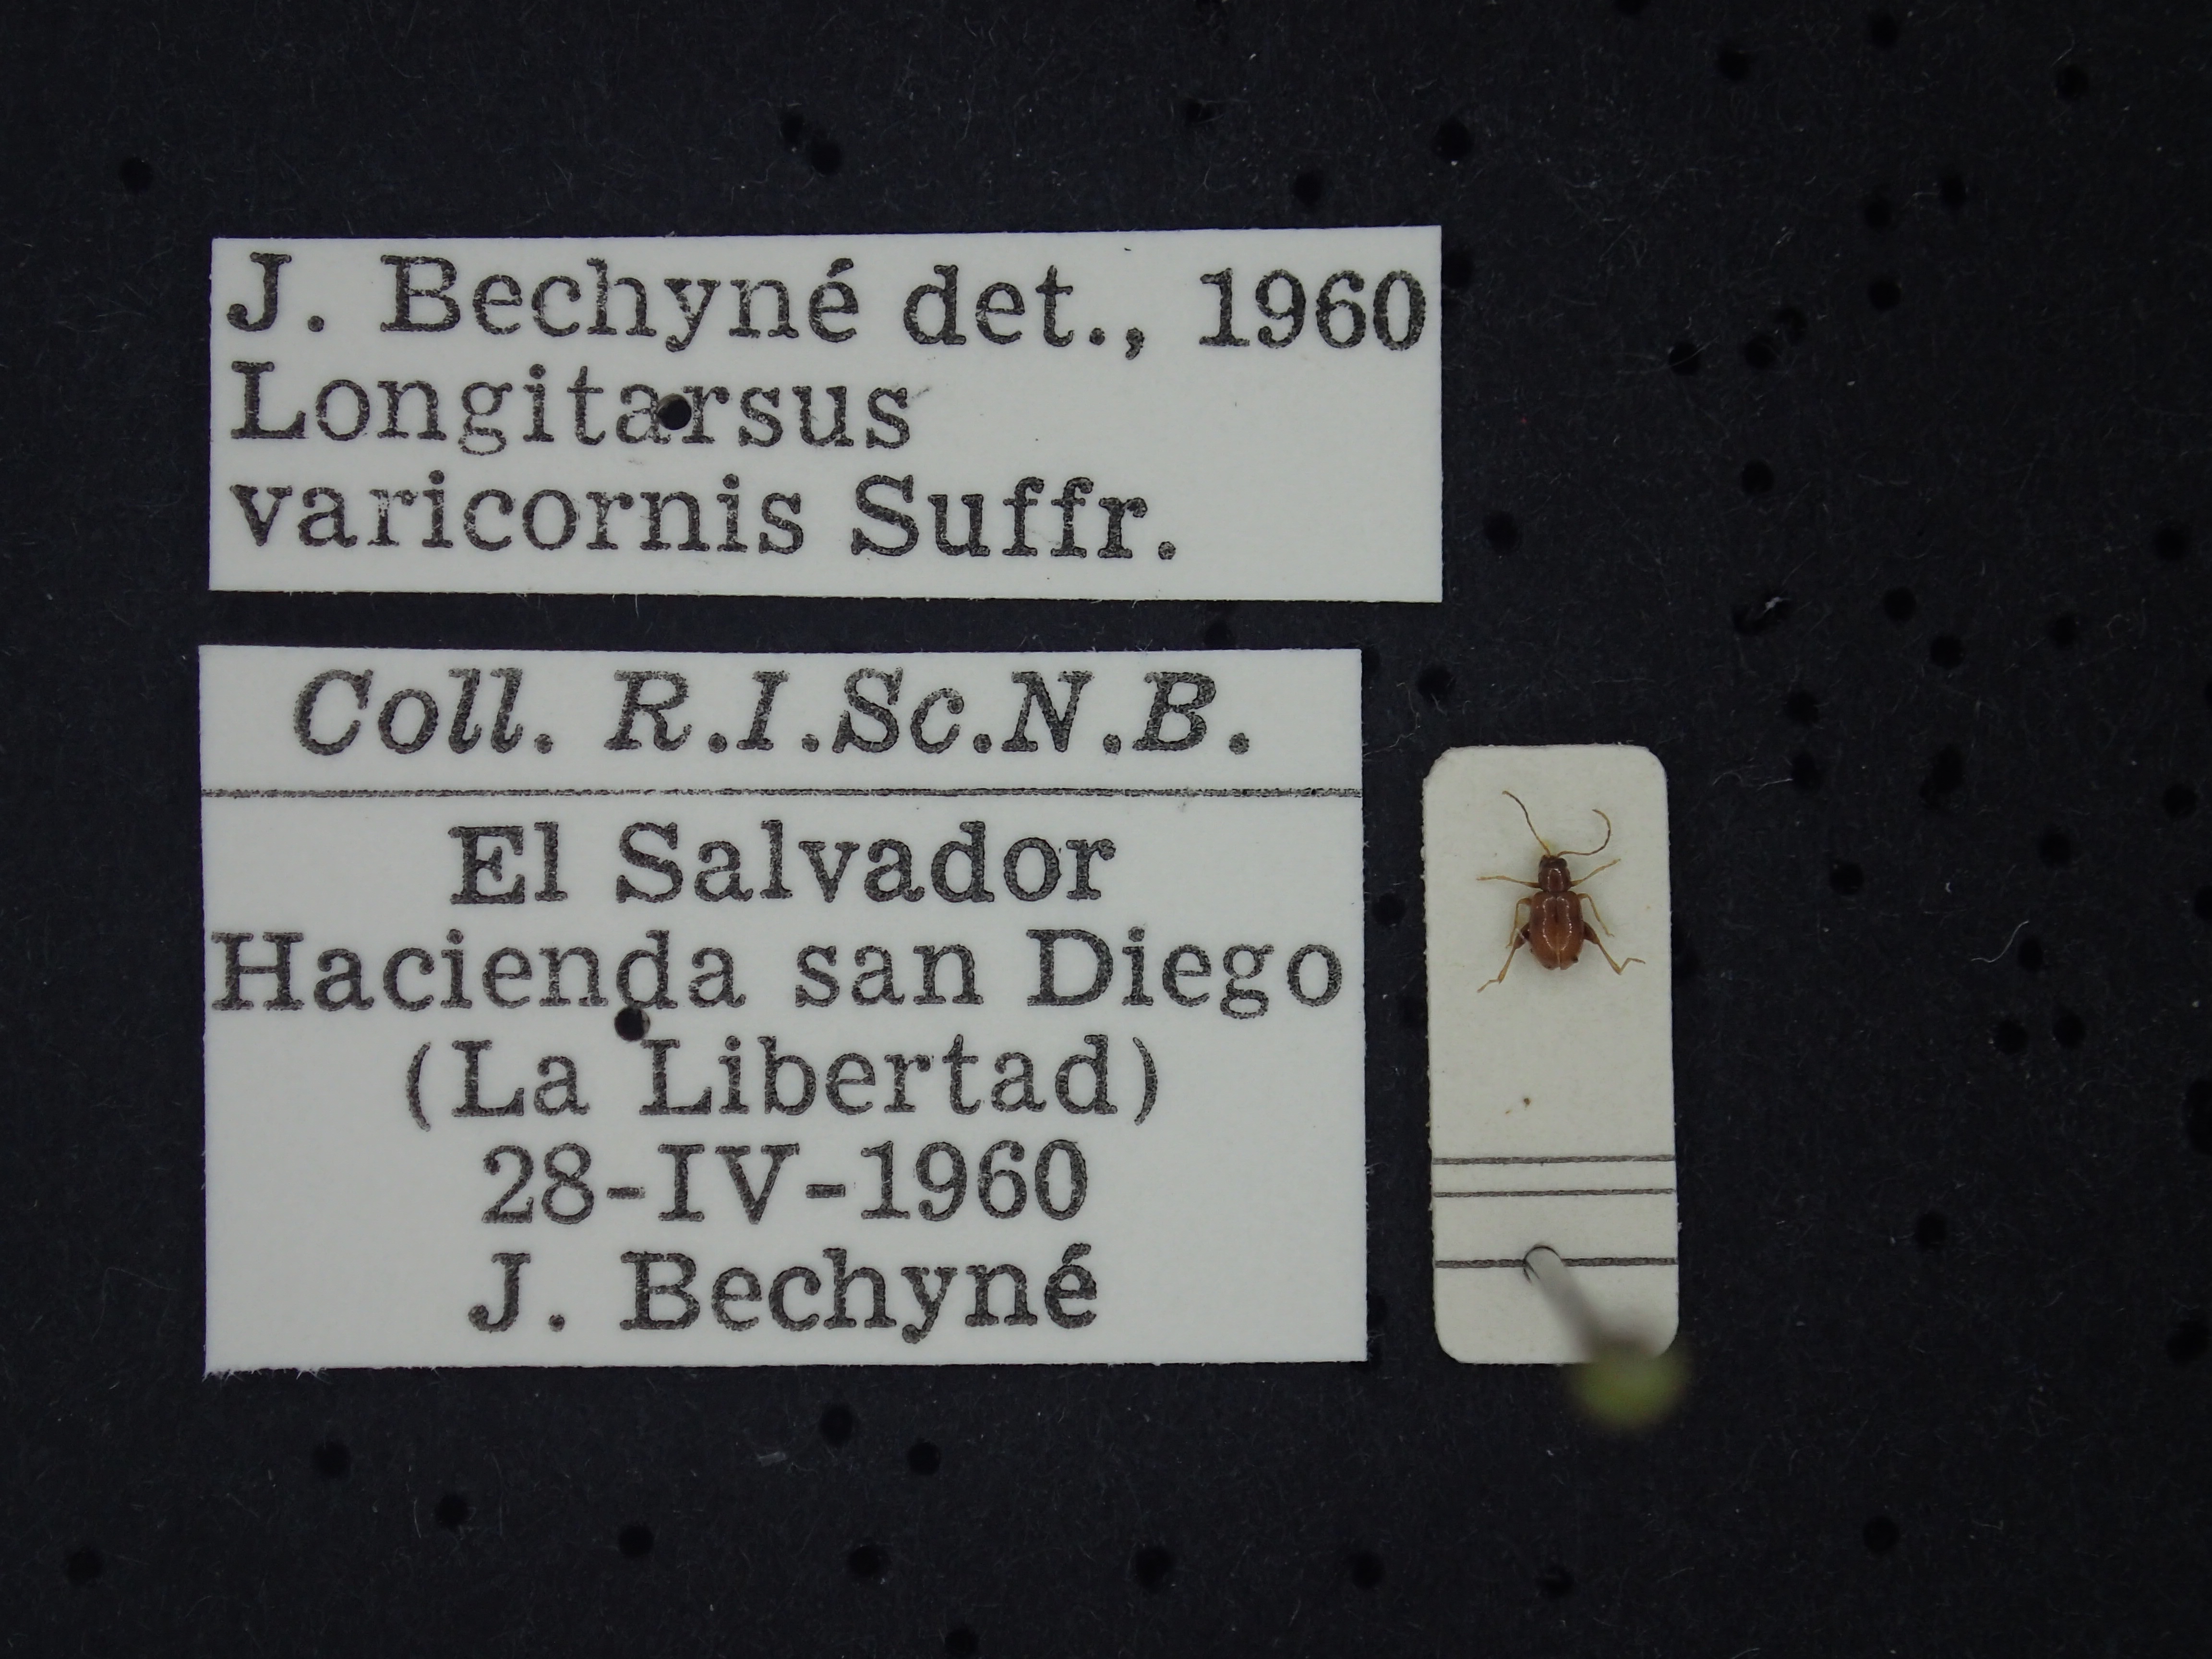 J. Bechyné det., 1960
Longitarsus
varicornis Suffr.
Coll. R.I.Sc.N.B.
El Salvador
Hacienda san Diego
(La Libertad)
28-IV-1960
J. Bechyné